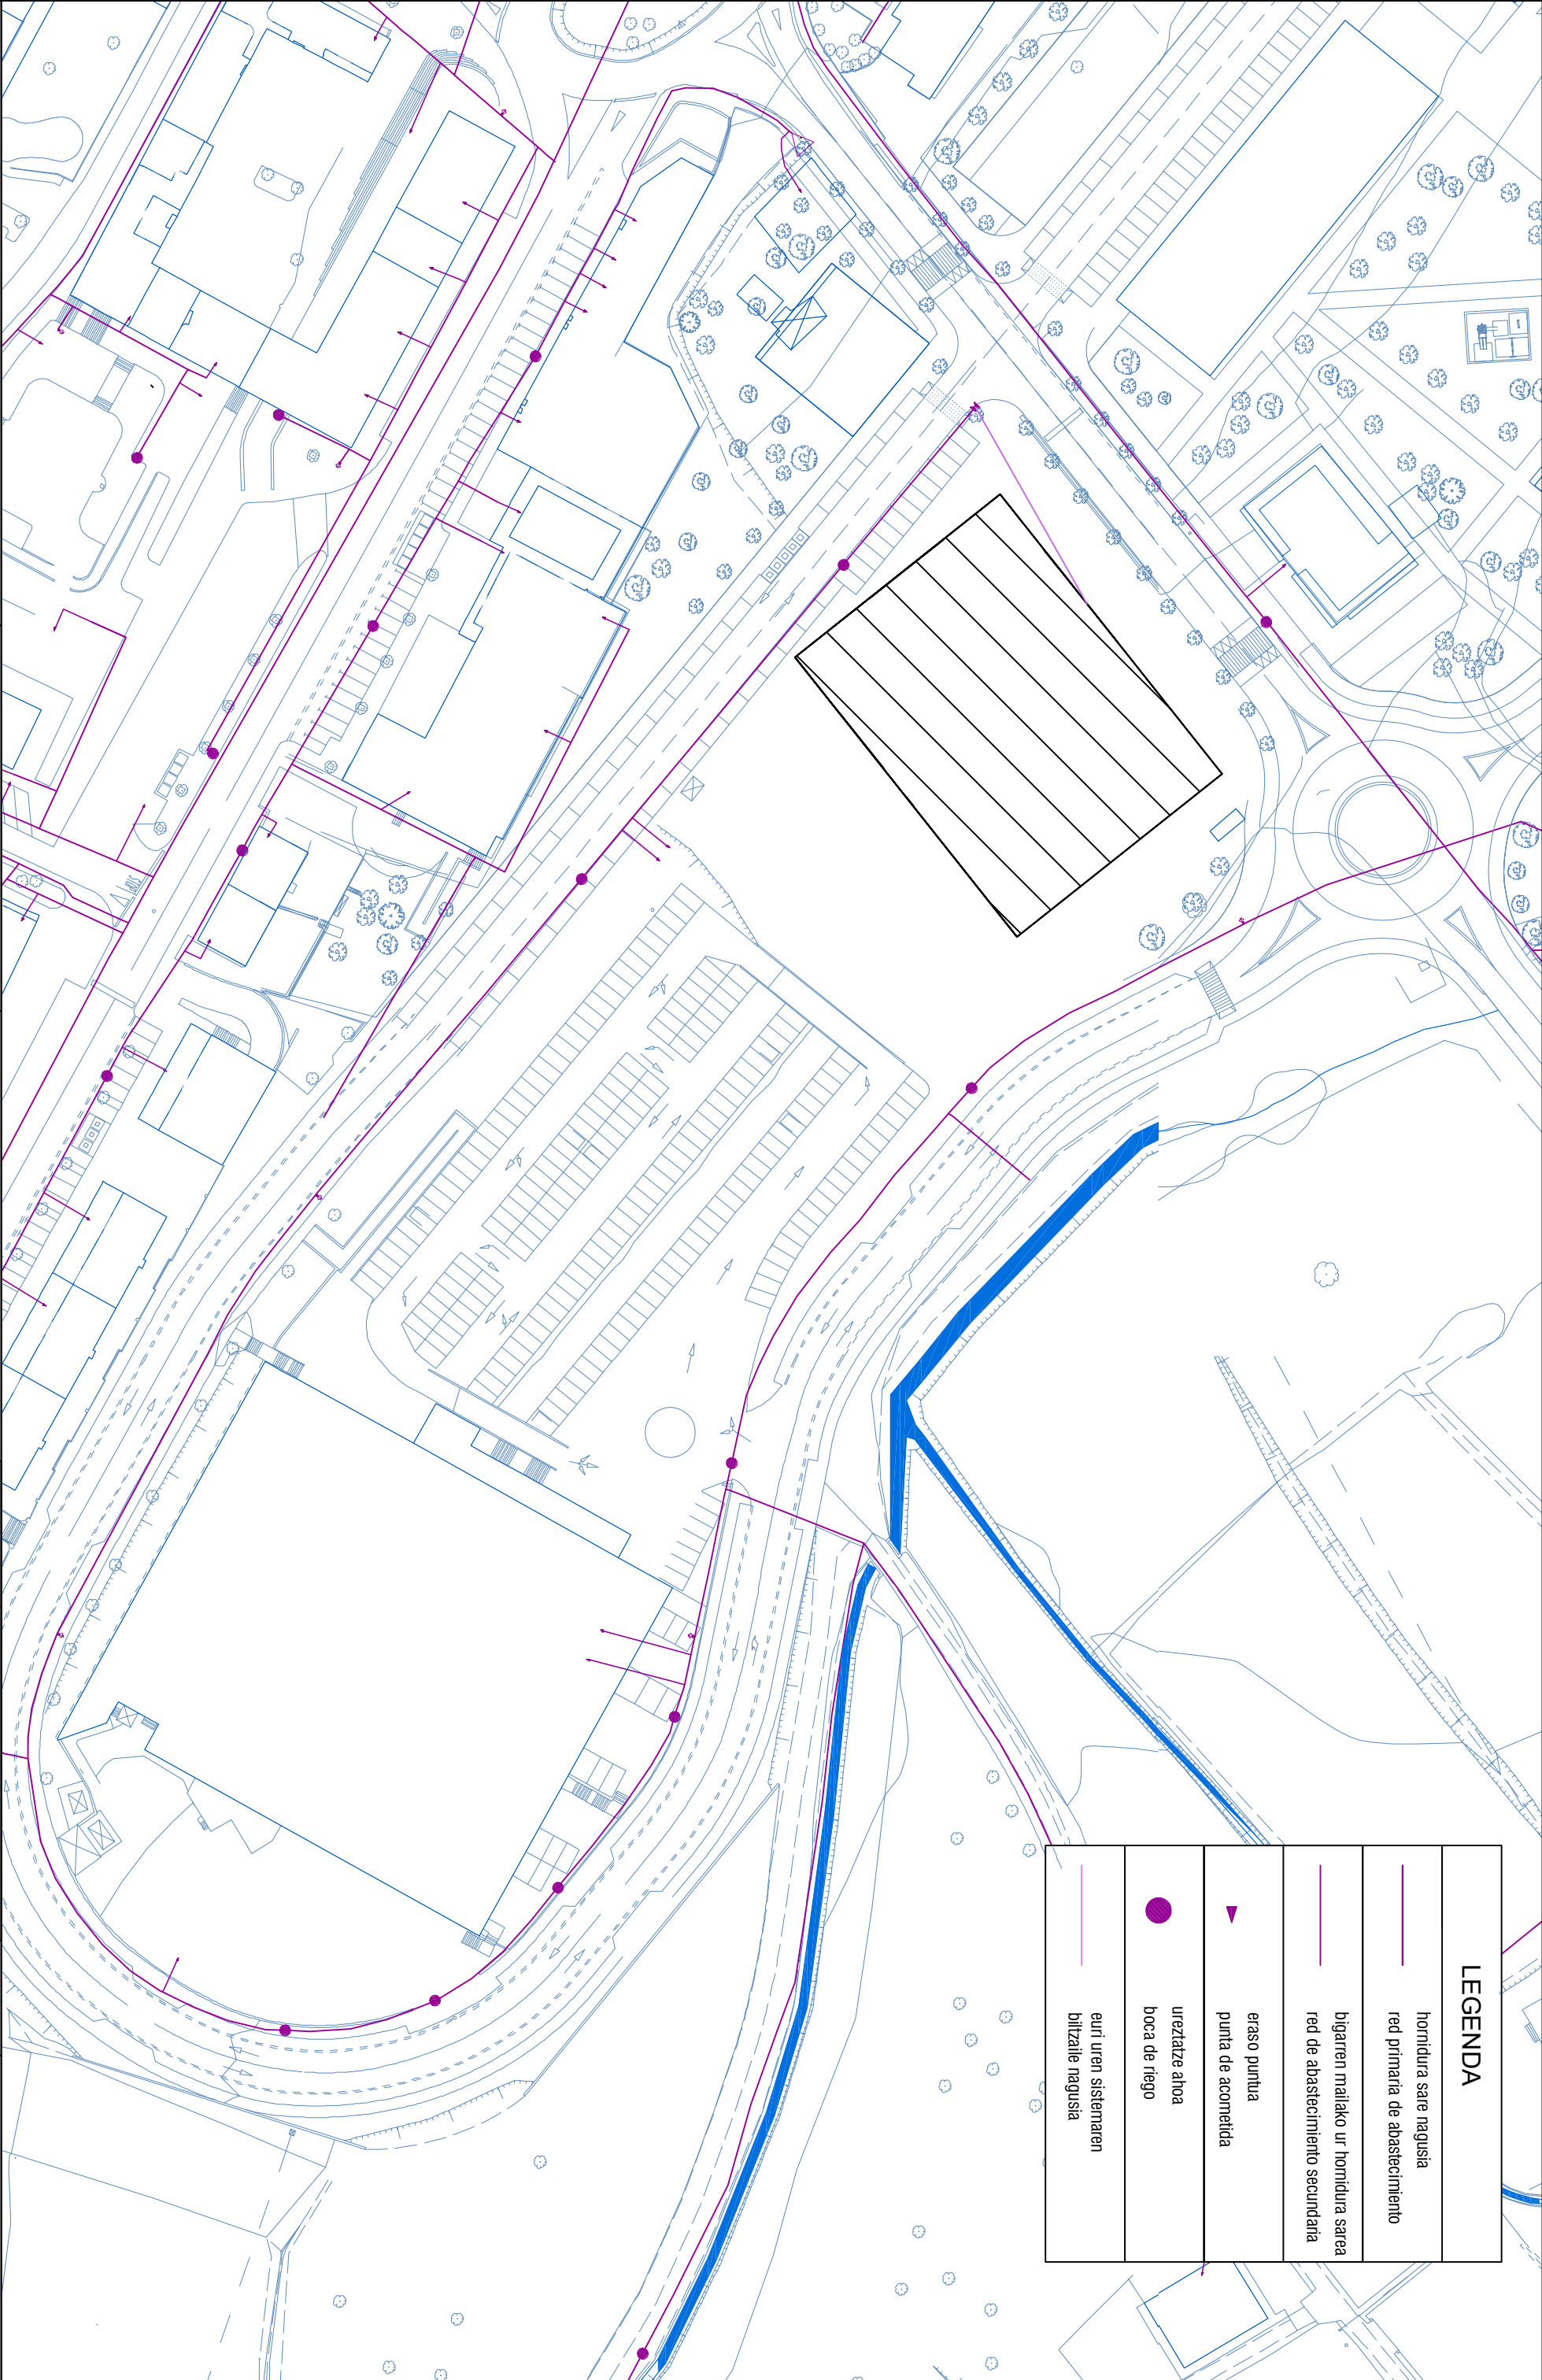 LEGENDA
hornidura sare nagusia
red primaria de abastecimiento
bigarren mailako ur hornidura sarea
red de abastecimiento secundaria
eraso puntua
punta de acometida
ureztatze ahoa
boca de riego
euri uren sistemaren
biltzaile nagusia